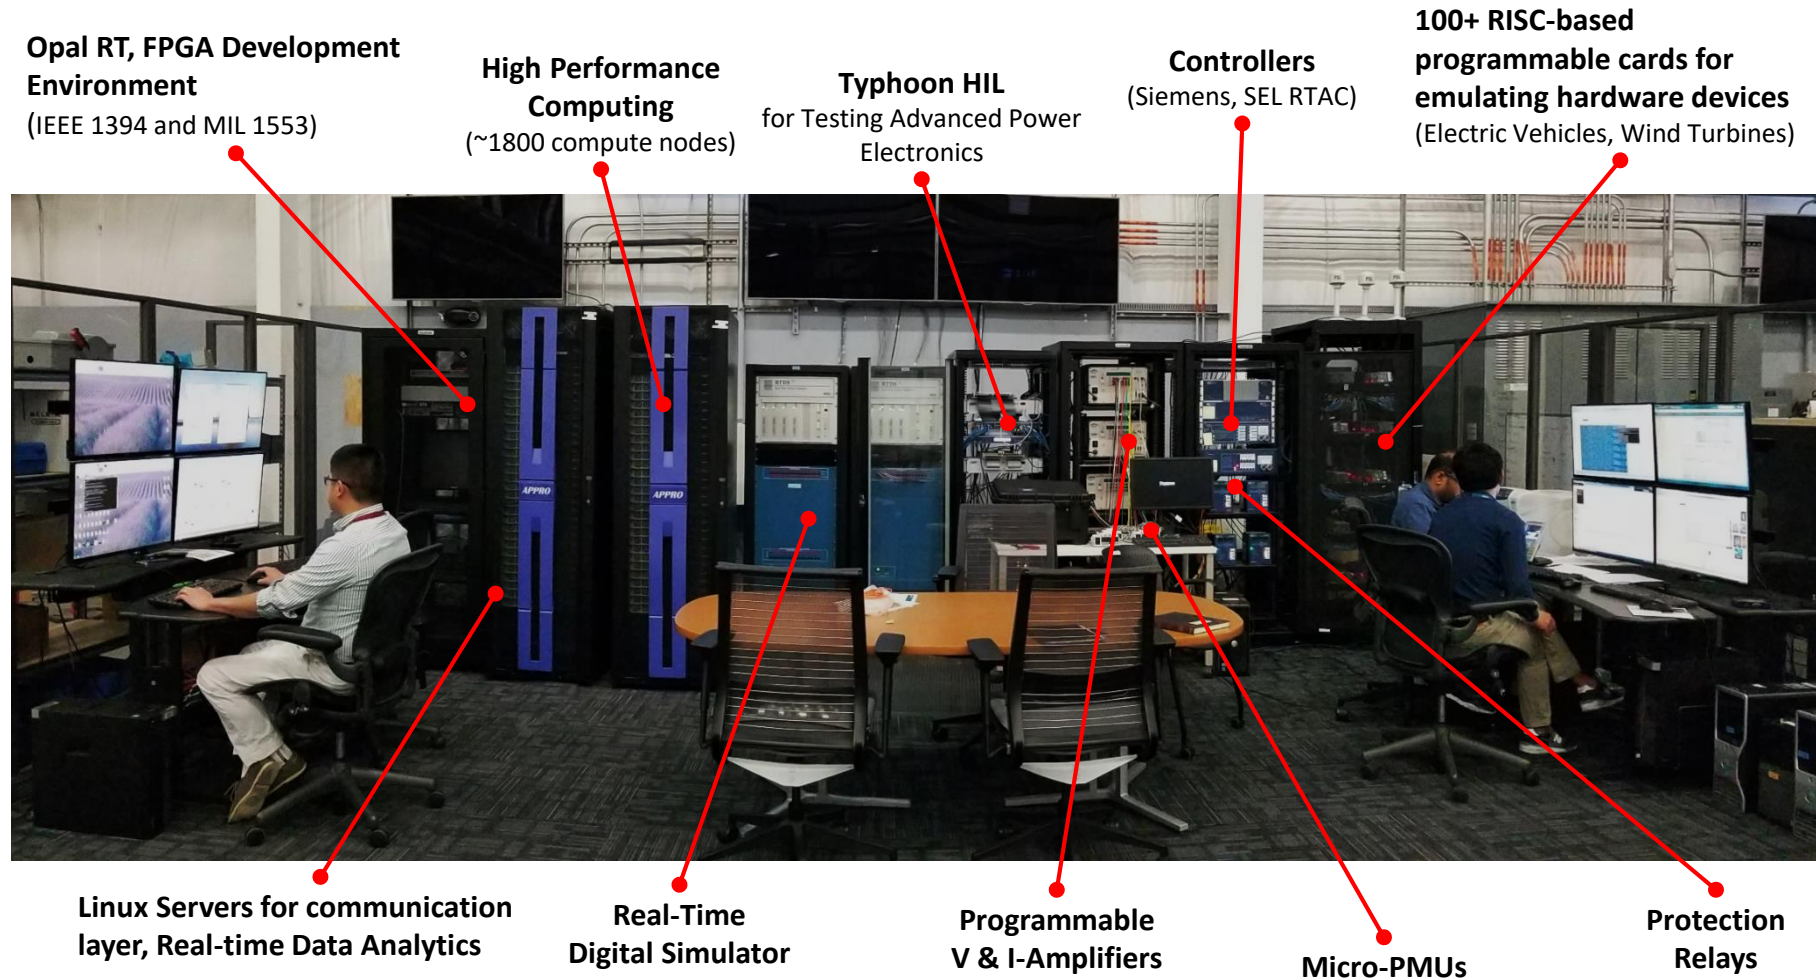 Opal RT, FPGA Development
Environment
(IEEE 1394 and MIL 1553)
High Performance
Computing
(~1800 compute nodes)
Typhoon HIL
for Testing Advanced Power
Electronics
Controllers
(Siemens, SEL RTAC)
100+ RISC-based
programmable cards for
emulating hardware devices
(Electric Vehicles, Wind Turbines)
APPRO
APPRO
RTDS
RTDS
Linux Servers for communication
layer, Real-time Data Analytics
Real-Time
Digital Simulator
Programmable
V & I-Amplifiers
Micro-PMUs
Protection
Relays